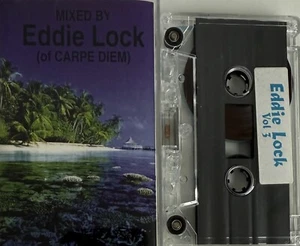 MIXED BY
Eddie Lock
(of CARPE DIEM)
Eddie Lock
Vol 3